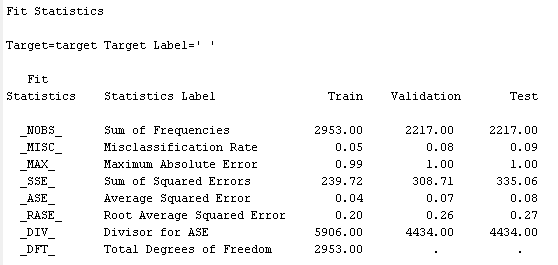 Fit Statistics
Target=target Target Label=' '
Fit
Statistics Statistics Label Train Validation Test
_NOBS_ Sum of Frequencies 2953.00 2217.00 2217.00
_MISC_ Misclassification Rate 0.05 0.08 0.09
_MAX_ Maximum Absolute Error 0.99 1.00 1.00
_SSE_ Sum of Squared Errors 239.72 308.71 335.06
_ASE_ Average Squared Error 0.04 0.07 0.08
_RASE_ Root Average Squared Error 0.20 0.26 0.27
_DIV_ Divisor for ASE 5906.00 4434.00 4434.00
_DFT_ Total Degrees of Freedom 2953.00 . .